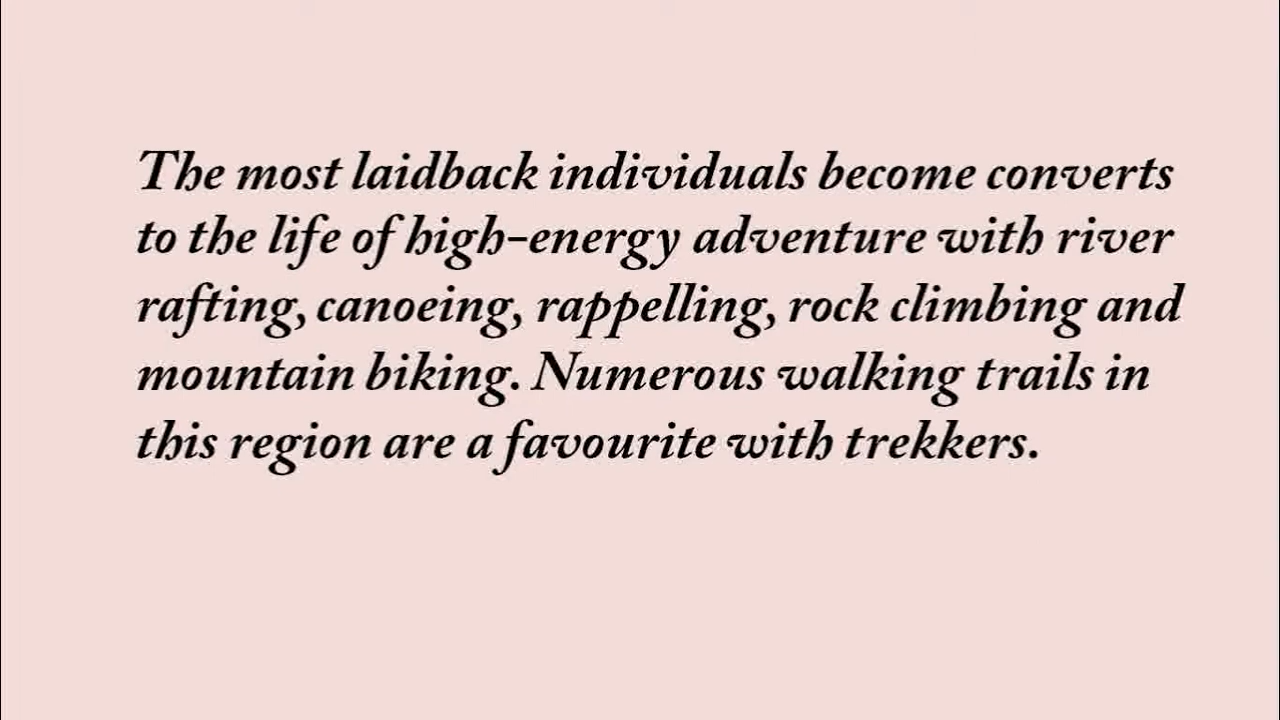 The most laidback individuals become converts
to the life of high-energy adventure with river
rafting, canoeing, rappelling, rock climbing and
mountain biking. Numerous walking trails in
this region are a favourite with trekkers.